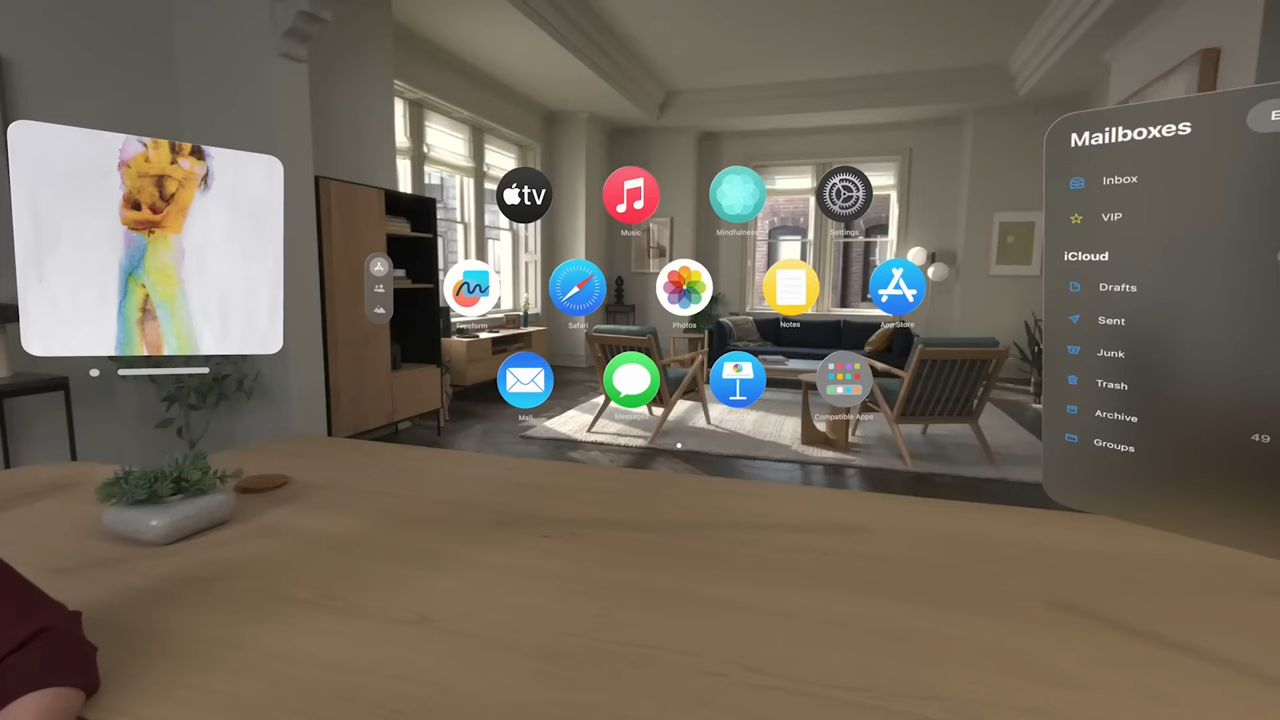 tv
Music
Mindfulness
Settings
Freeform
Safari
Photos
Notes
App Store
Mail
Messages
Compatible Apps
E
Mailboxes
Inbox
VIP
iCloud
Drafts
Sent
Junk
Trash
Archive
Groups
49